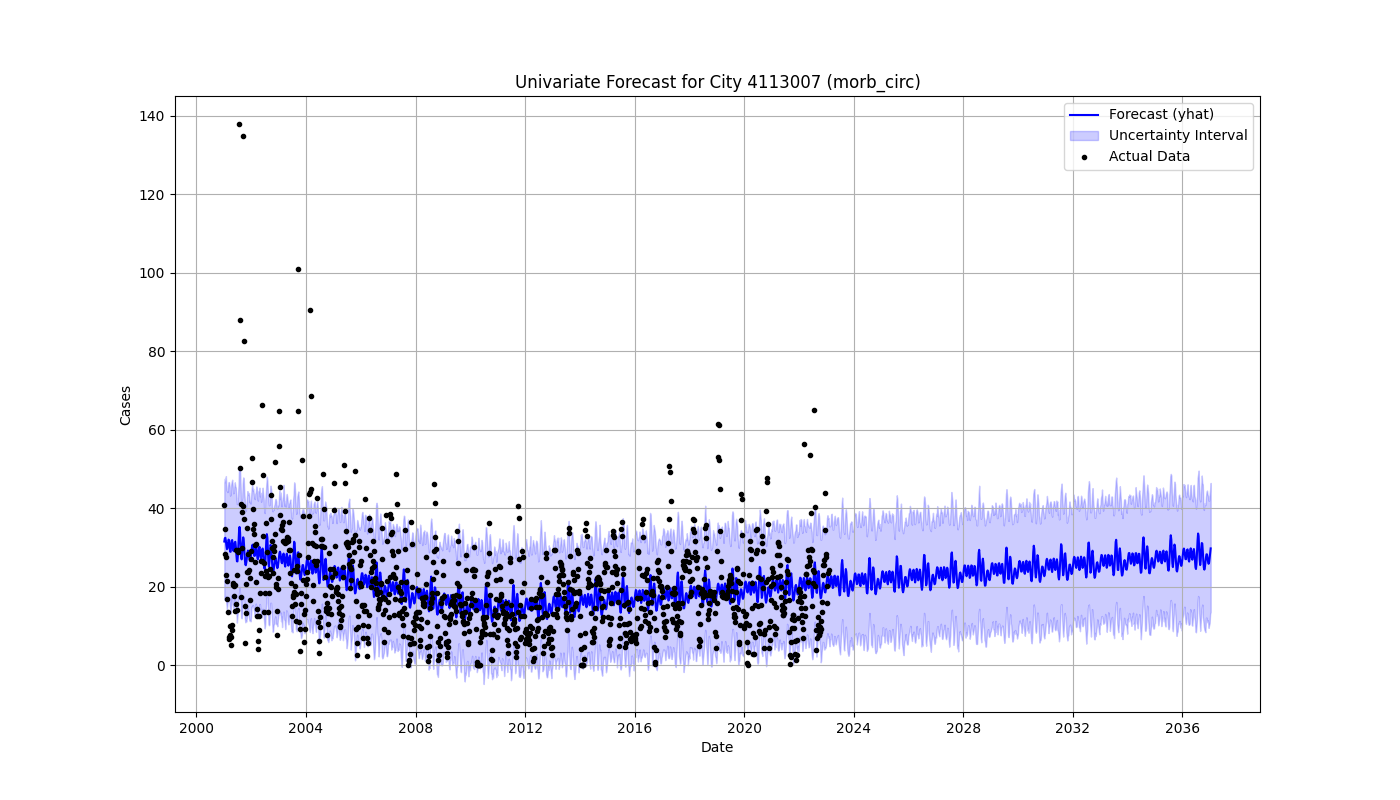 Univariate Forecast for City 4113007 (morb_circ)
Forecast (yhat)
Uncertainty Interval
Actual Data
140
120
100
80
60
40
20
0
Cases
2000 2004 2008 2012 2016 2020 2024 2028 2032 2036
Date